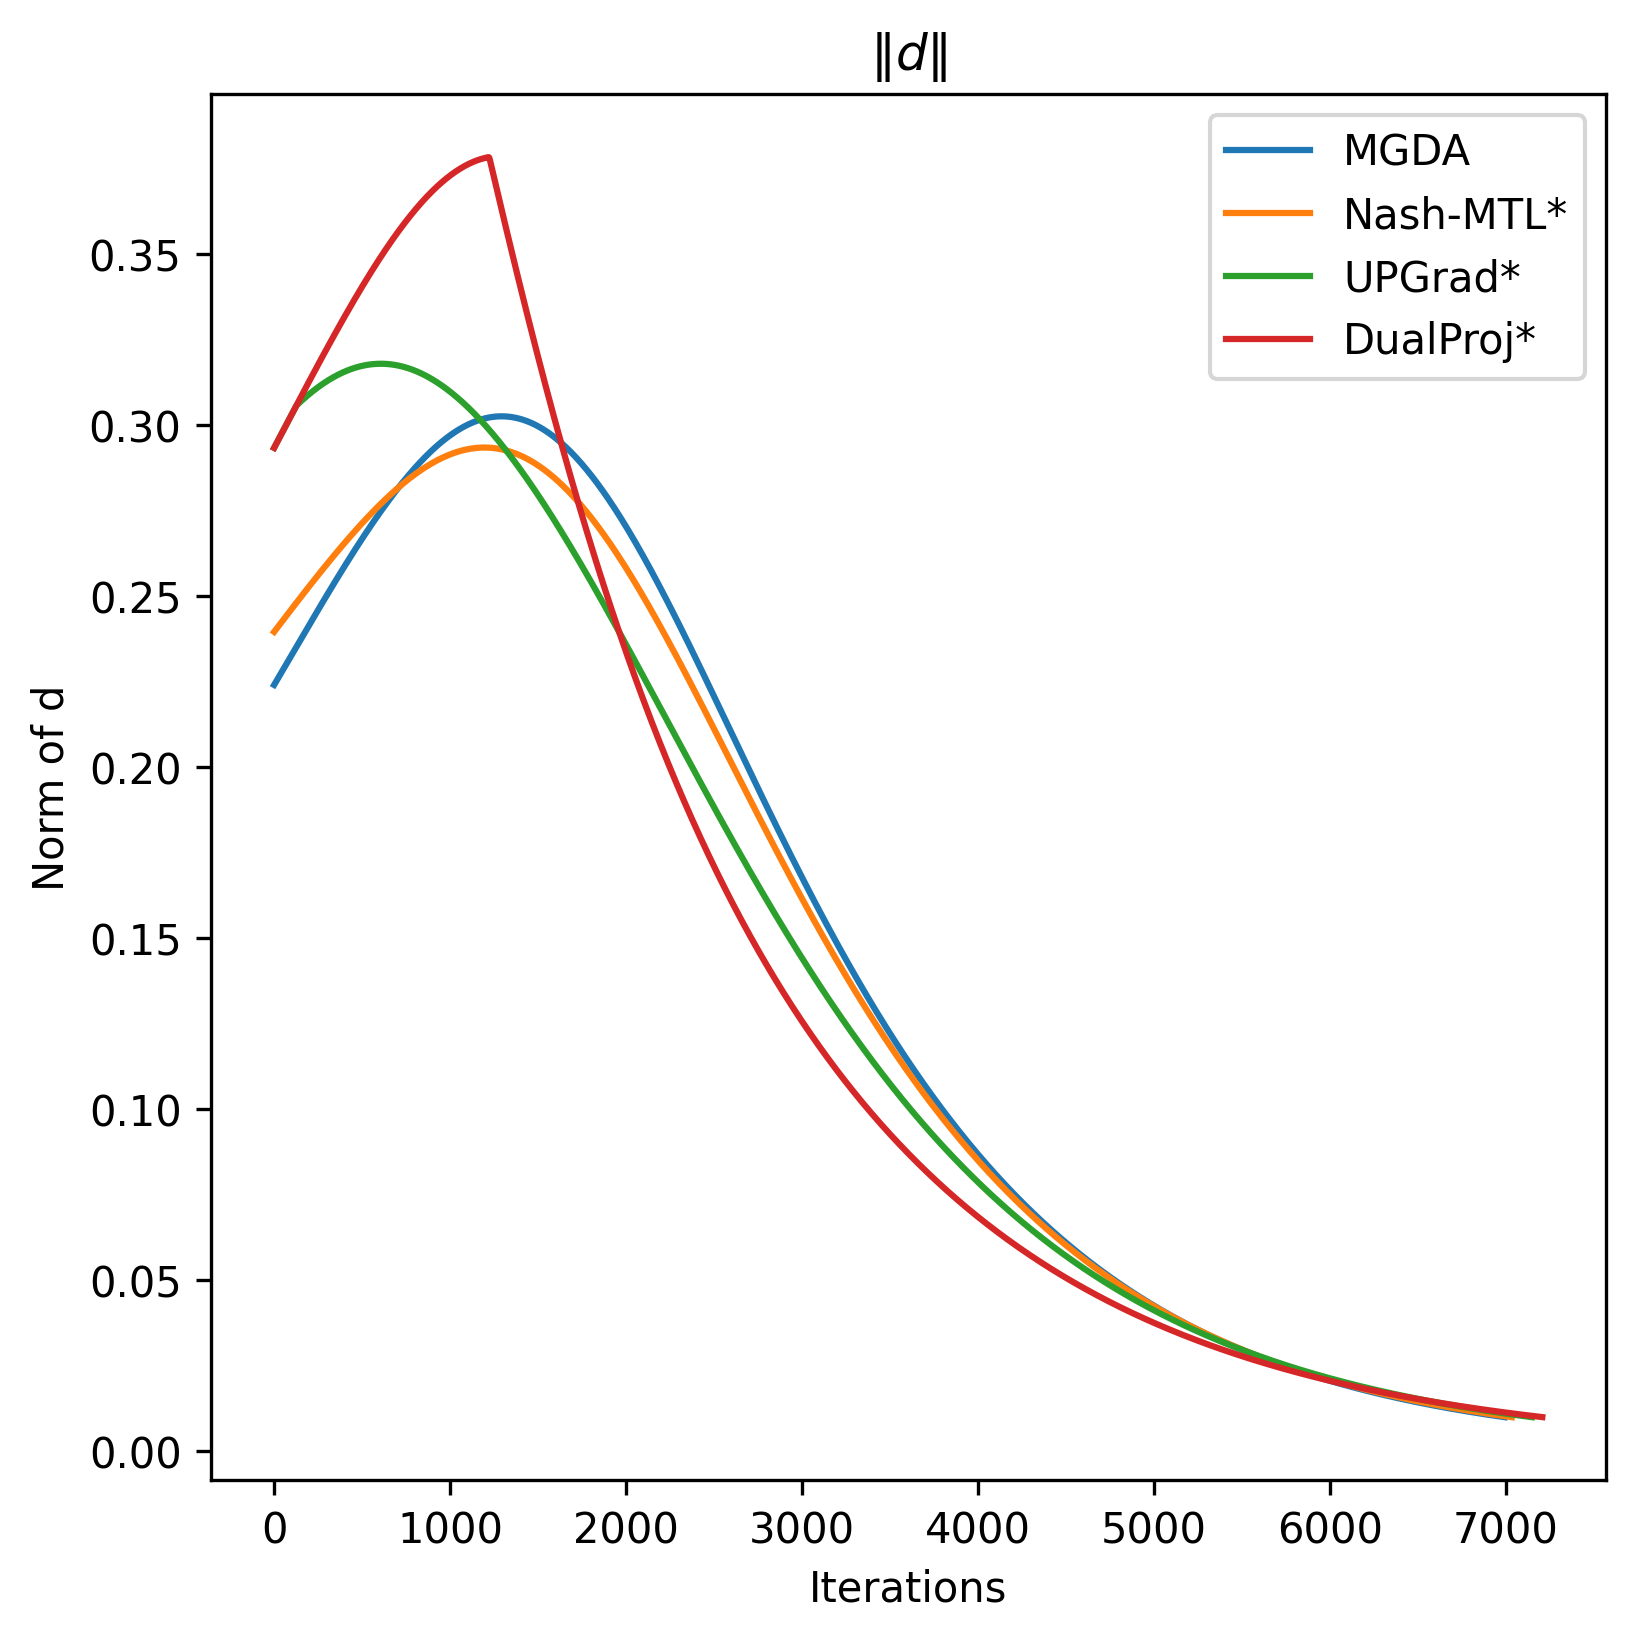 ‖d‖
MGDA
Nash-MTL*
UPGrad*
DualProj*
Norm of d
0.35
0.30
0.25
0.20
0.15
0.10
0.05
0.00
0 1000 2000 3000 4000 5000 6000 7000
Iterations